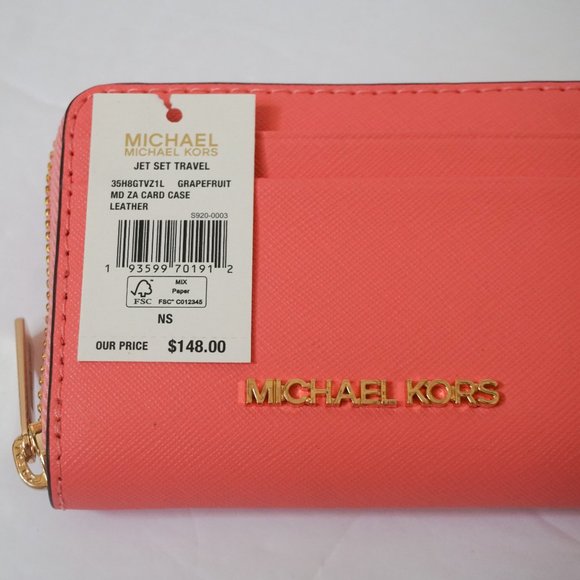 MICHAEL
MICHAEL KORS
JET SET TRAVEL
35H8GTVZ1L GRAPEFRUIT
MD ZA CARD CASE
LEATHER
S920-0003
1 93599 70191 2
FSC
MIX
Paper
FSC™ C012345
NS
OUR PRICE $148.00
MICHAEL KORS